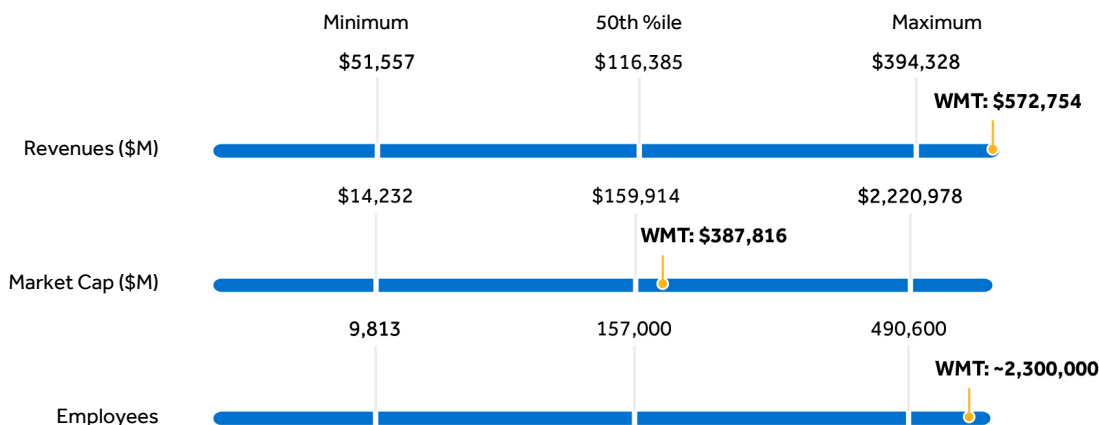 Minimum 50th %ile Maximum
$51,557 $116,385 $394,328
WMT: $572,754
Revenues ($M)
$14,232 $159,914 $2,220,978
WMT: $387,816
Market Cap ($M)
9,813 157,000 490,600
WMT: ~2,300,000
Employees